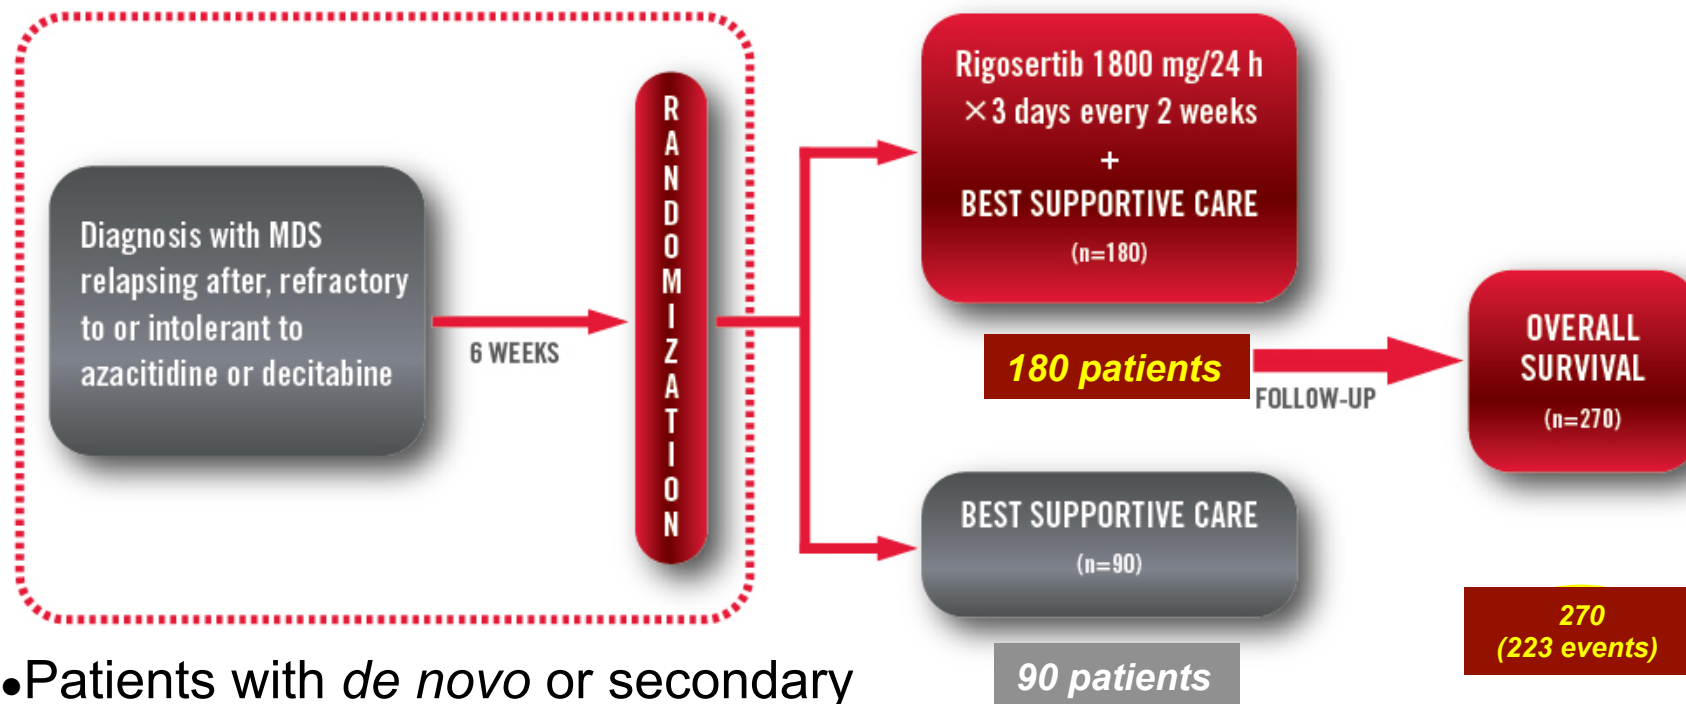 Diagnosis with MDS
relapsing after, refractory
to or intolerant to
azacitidine or decitabine
6 WEEKS
RANDOMIZATION
Rigosertib 1800 mg/24 h
×3 days every 2 weeks
+
BEST SUPPORTIVE CARE
(n=180)
180 patients
FOLLOW-UP
OVERALL
SURVIVAL
(n=270)
BEST SUPPORTIVE CARE
(n=90)
90 patients
270
(223 events)
•Patients with de novo or secondary